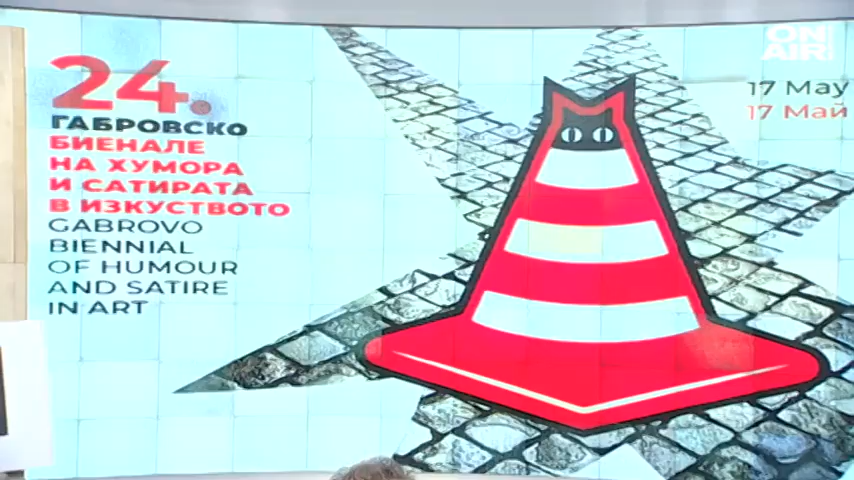 24.
ГАБРОВСКО
БИЕНАЛЕ
НА ХУМОРА
И САТИРАТА
В ИЗКУСТВОТО
GABROVO
BIENNIAL
OF HUMOUR
AND SATIRE
IN ART
ON
AIR
17 May
17 Май